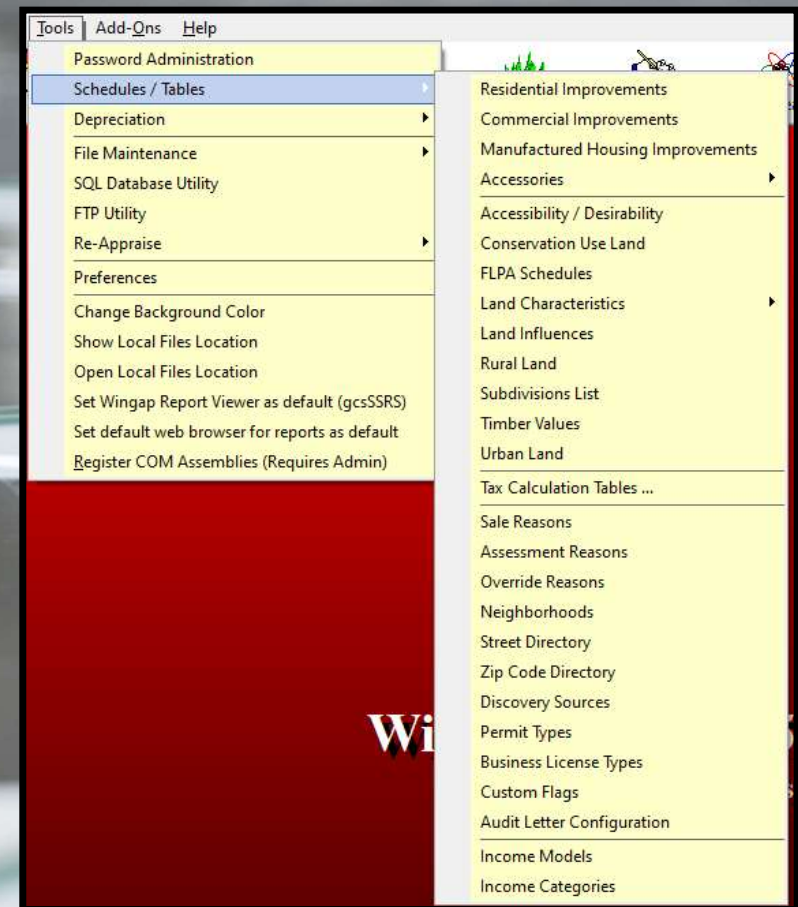 Tools Add-Ons Help
Password Administration
Schedules / Tables
Depreciation
File Maintenance
SQL Database Utility
FTP Utility
Re-Appraise
Preferences
Change Background Color
Show Local Files Location
Open Local Files Location
Set Wingap Report Viewer as default (gcsSSRS)
Set default web browser for reports as default
Register COM Assemblies (Requires Admin)
Residential Improvements
Commercial Improvements
Manufactured Housing Improvements
Accessories
Accessibility / Desirability
Conservation Use Land
FLPA Schedules
Land Characteristics
Land Influences
Rural Land
Subdivisions List
Timber Values
Urban Land
Tax Calculation Tables ...
Sale Reasons
Assessment Reasons
Override Reasons
Neighborhoods
Street Directory
Zip Code Directory
Discovery Sources
Permit Types
Business License Types
Custom Flags
Audit Letter Configuration
Income Models
Income Categories
Wi